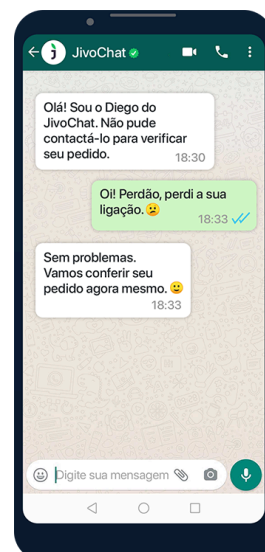 JivoChat
Olá! Sou o Diego do
JivoChat. Não pude
contactá-lo para verificar
seu pedido.
18:30
Oi! Perdão, perdi a sua
ligação. 😟
18:33
Sem problemas.
Vamos conferir seu
pedido agora mesmo. 🙂
18:33
Digite sua mensagem